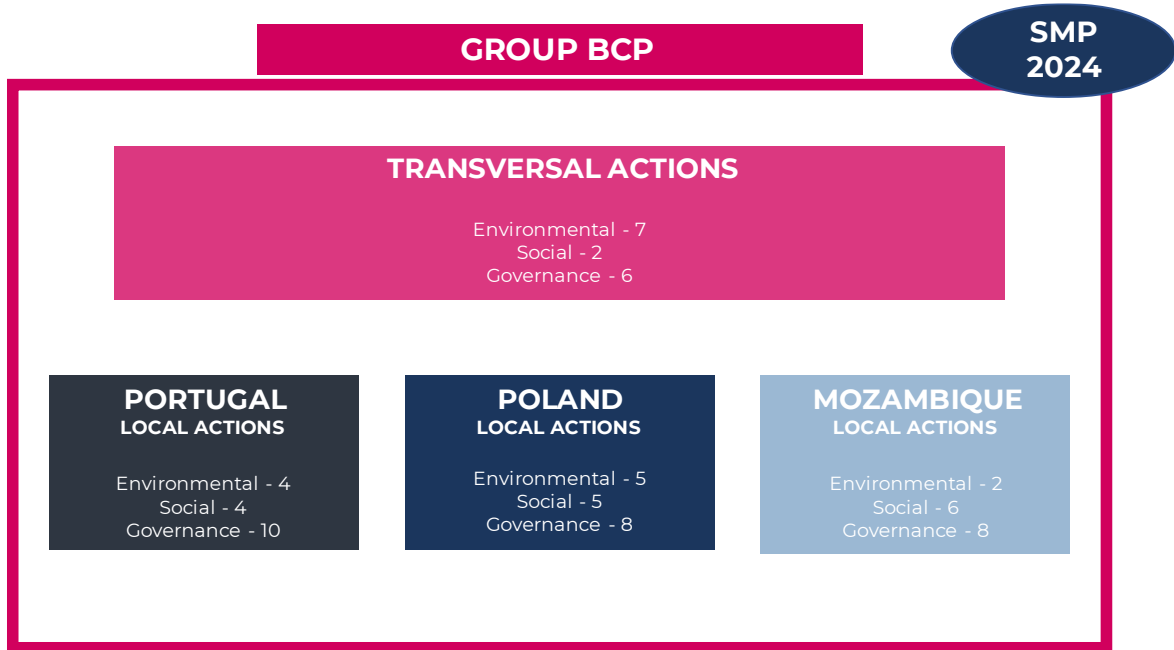 GROUP BCP
SMP
2024
TRANSVERSAL ACTIONS
Environmental - 7
Social - 2
Governance - 6
PORTUGAL
LOCAL ACTIONS
Environmental - 4
Social - 4
Governance - 10
POLAND
LOCAL ACTIONS
Environmental - 5
Social - 5
Governance - 8
MOZAMBIQUE
LOCAL ACTIONS
Environmental - 2
Social - 6
Governance - 8